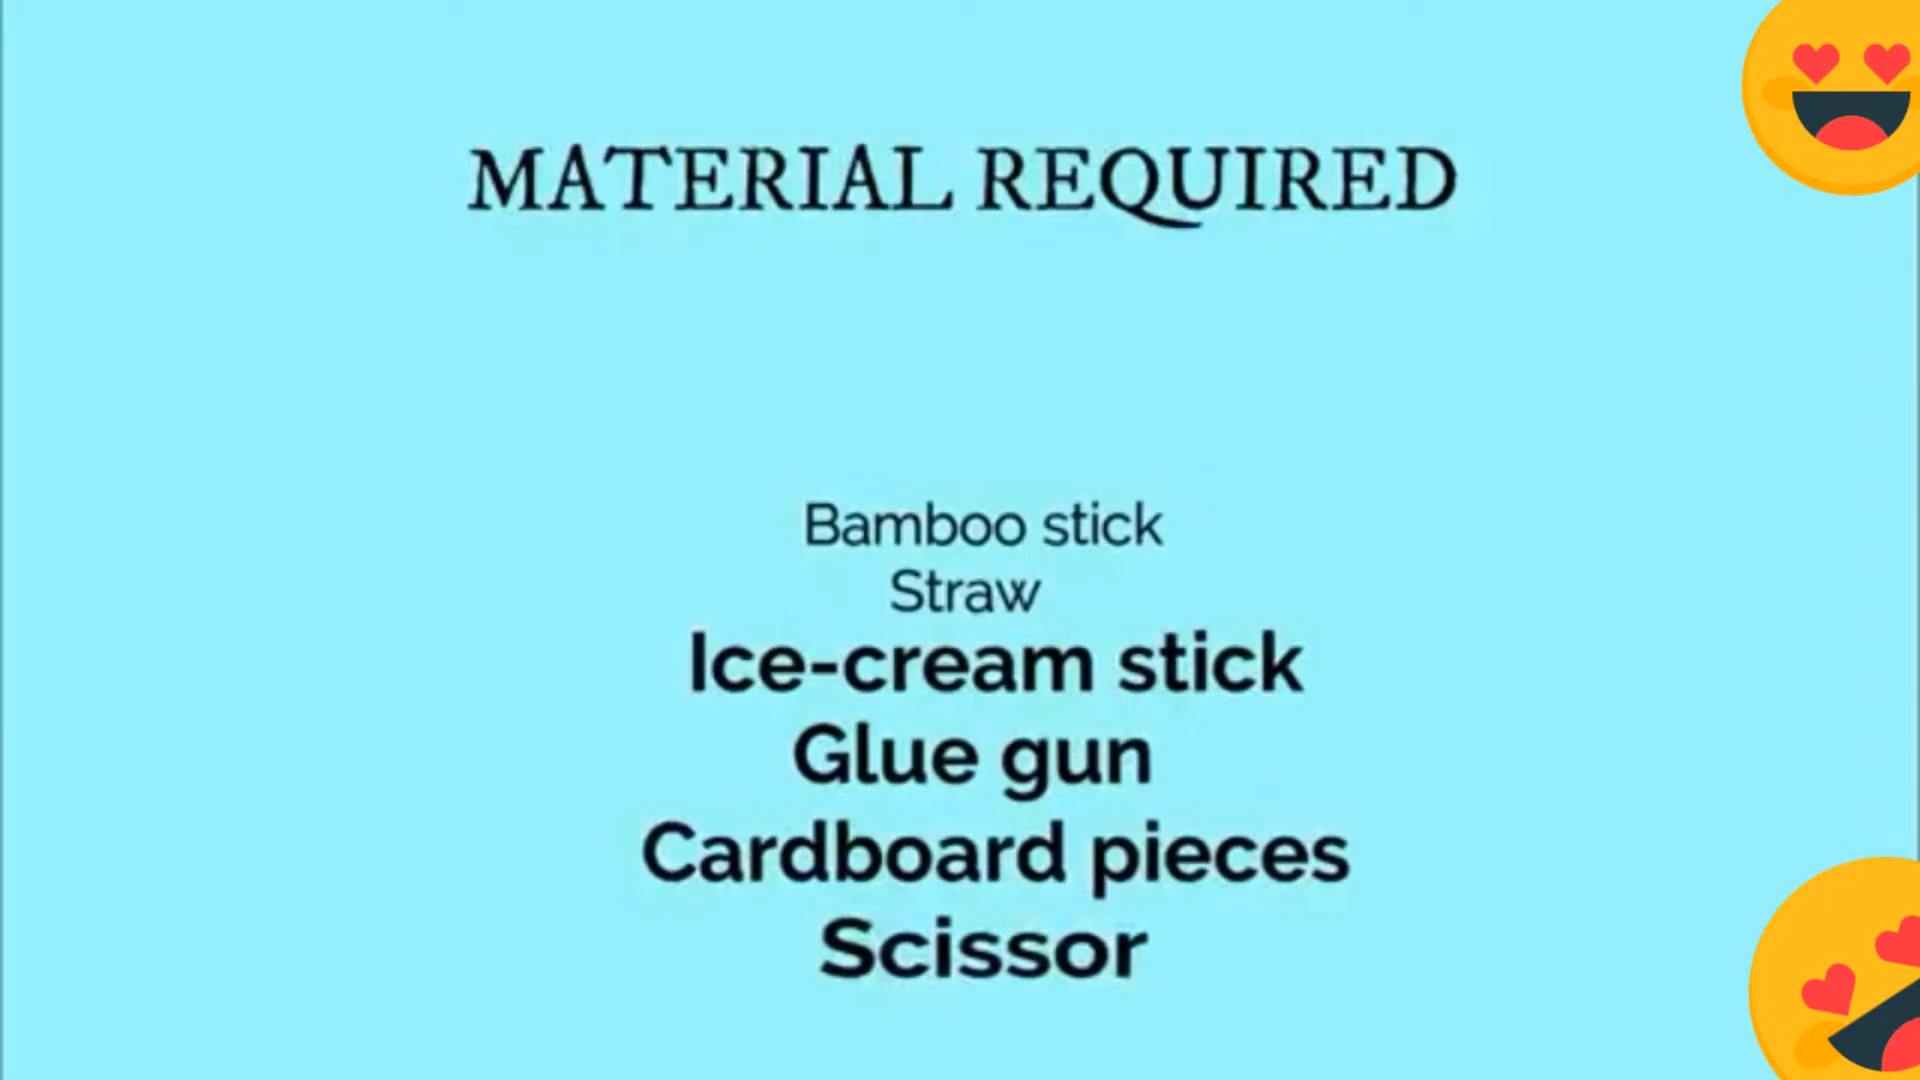 MATERIAL REQUIRED
Bamboo stick
Straw
Ice-cream stick
Glue gun
Cardboard pieces
Scissor